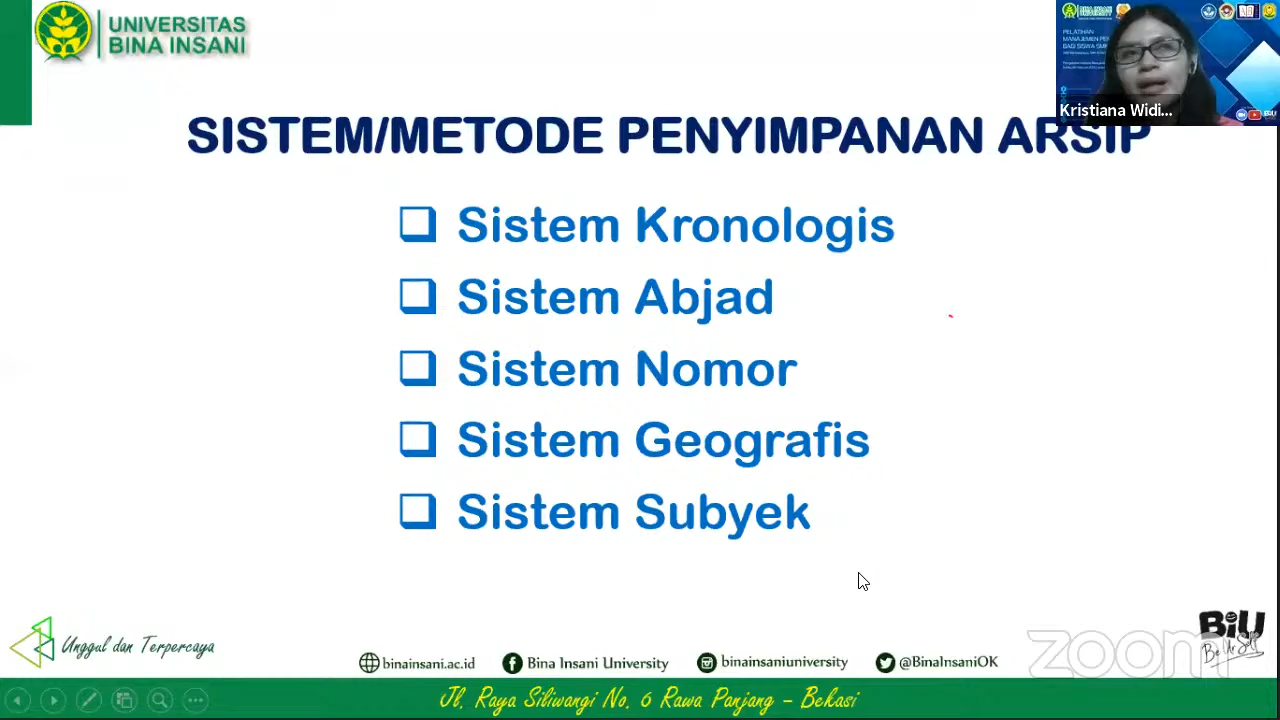 UNIVERSITAS
BINA INSANI
PELATIHAN
Kristiana Widi...
SISTEM/METODE PENYIMPANAN ARSIP
Sistem Kronologis
Sistem Abjad
Sistem Nomor
Sistem Geografis
Sistem Subyek
Unggul dan Terpercaya
binainsani.ac.id
Bina Insani University
binainsaniuniversity
@BinaInsaniOK
BiU
zoom
Jl. Raya Siliwangi No. 6 Rawa Panjang – Bekasi